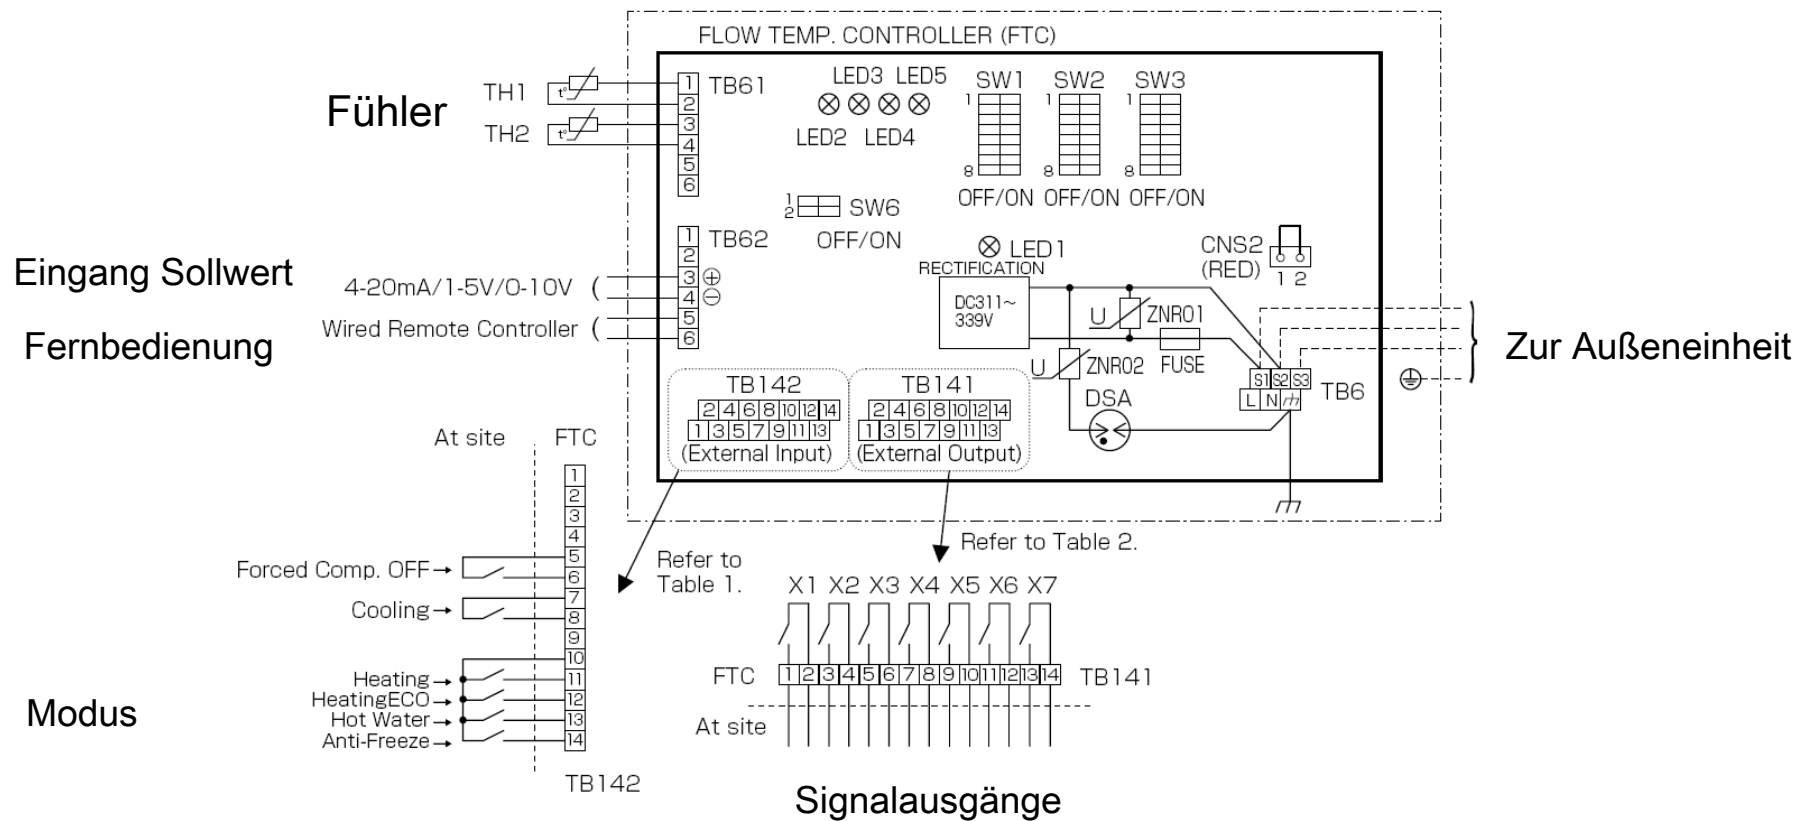 FLOW TEMP. CONTROLLER (FTC)
Fühler
TH1
t°
TH2
t°
1
2
3
4
5
6
TB61
LED3 LED5
LED2 LED4
SW1 SW2 SW3
1 1 1
8 8 8
OFF/ON OFF/ON OFF/ON
1
2
SW6
OFF/ON
Eingang Sollwert
4-20mA/1-5V/0-10V (
Fernbedienung
Wired Remote Controller (
1
2
3 ⊕
4 ⊖
5
6
TB62
LED1
RECTIFICATION
DC311~
339V
CNS2
(RED)
1 2
U ZNR01
U ZNR02
FUSE
DSA
S1 S2 S3
L N
TB6
Zur Außeneinheit
TB142
2 4 6 8 10 12 14
1 3 5 7 9 11 13
(External Input)
TB141
2 4 6 8 10 12 14
1 3 5 7 9 11 13
(External Output)
At site FTC
1
2
3
4
5
6
7
8
9
10
11
12
13
14
TB142
Forced Comp. OFF→
Cooling→
Modus
Heating→
HeatingECO→
Hot Water→
Anti-Freeze→
Refer to
Table 1.
Refer to Table 2.
X1 X2 X3 X4 X5 X6 X7
FTC 1 2 3 4 5 6 7 8 9 10 11 12 13 14 TB141
At site
Signalausgänge